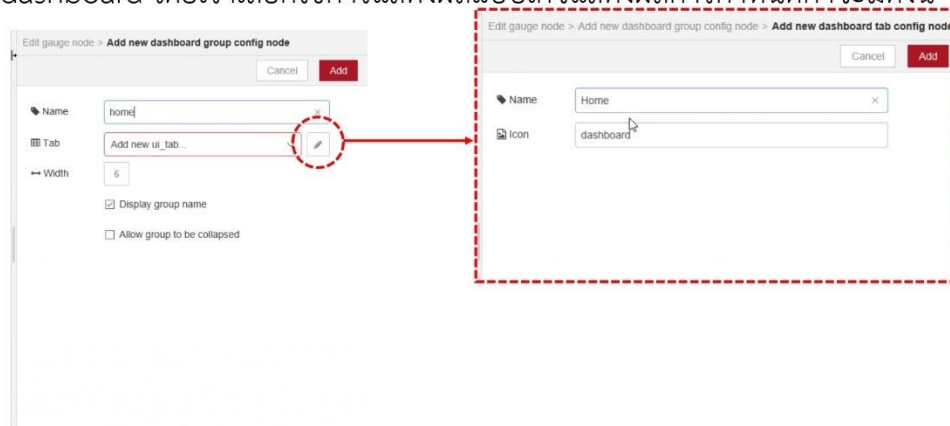 dashboard
Edit gauge node > Add new dashboard group config node
Cancel Add
Name home
Tab Add new ui_tab...
Width 6
Display group name
Allow group to be collapsed
Edit gauge node > Add new dashboard group config node > Add new dashboard tab config node
Cancel Add
Name Home
Icon dashboard